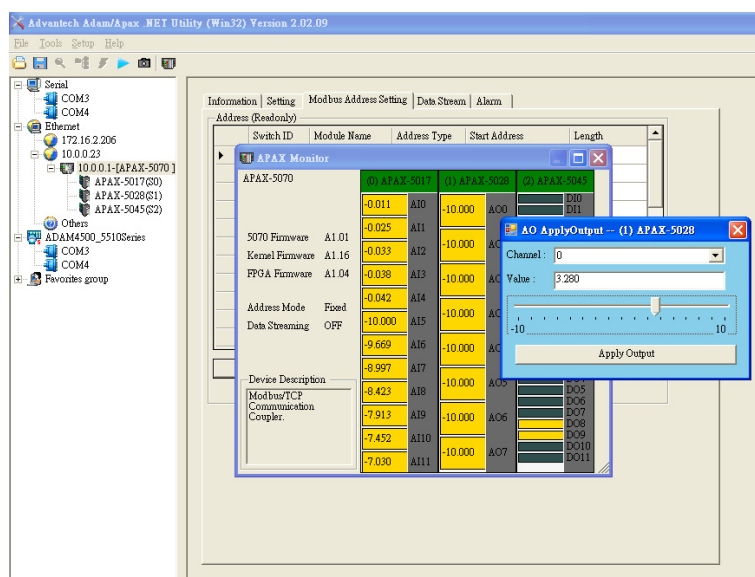 Advantech Adam/Apax .NET Utility (Win32) Version 2.02.09
File Tools Setup Help
Serial
COM3
COM4
Ethernet
172.16.2.206
10.0.0.23
10.0.0.1-[APAX-5070 ]
APAX-5017(S0)
APAX-5028(S1)
APAX-5045(S2)
Others
ADAM4500_5510Series
COM3
COM4
Favorites group
Information Setting Modbus Address Setting Data Stream Alarm
Address (Readonly)
Switch ID Module Name Address Type Start Address Length
APAX Monitor
APAX-5070
5070 Firmware A1.01
Kernel Firmware A1.16
FPGA Firmware A1.04
Address Mode Fixed
Data Streaming OFF
Device Description
Modbus/TCP
Communication
Coupler.
(0) APAX-5017 (1) APAX-5028 (2) APAX-5045
-0.011 AI0
-0.025 AI1
-0.033 AI2
-0.038 AI3
-0.042 AI4
-10.000 AI5
-9.669 AI6
-8.997 AI7
-8.423 AI8
-7.913 AI9
-7.452 AI10
-7.030 AI11
-10.000 AO0
-10.000
-10.000
-10.000
-10.000
-10.000 AO5
-10.000 AO6
-10.000 AO7
DI0
DI1
DO5
DO6
DO7
DO8
DO9
DO10
DO11
AO ApplyOutput -- (1) APAX-5028
Channel : 0
Value : 3.280
-10 10
Apply Output